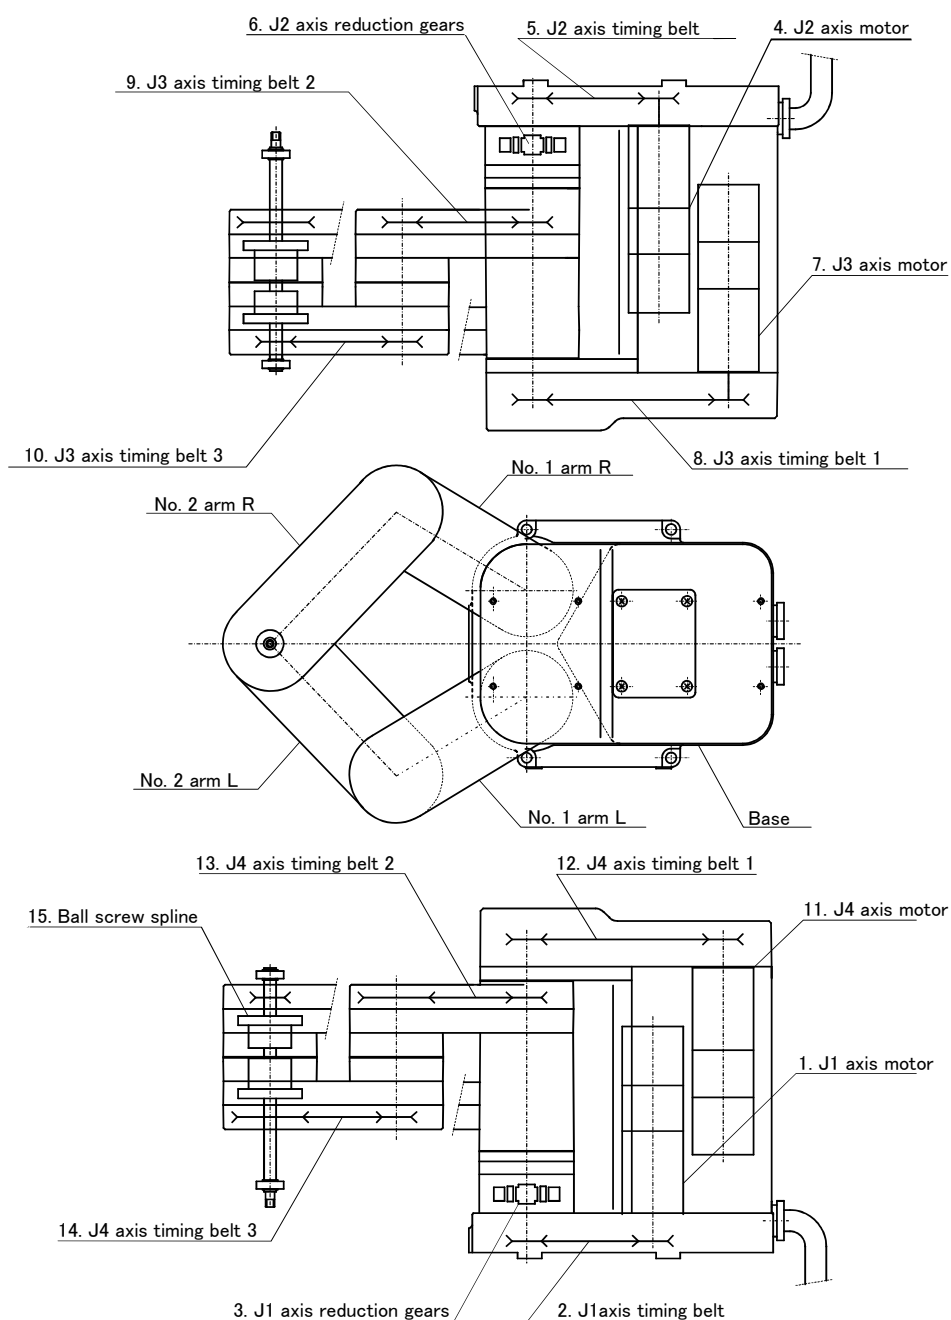 6. J2 axis reduction gears
5. J2 axis timing belt
4. J2 axis motor
9. J3 axis timing belt 2
7. J3 axis motor
10. J3 axis timing belt 3
8. J3 axis timing belt 1
No. 1 arm R
No. 2 arm R
No. 2 arm L
No. 1 arm L
Base
13. J4 axis timing belt 2
12. J4 axis timing belt 1
15. Ball screw spline
11. J4 axis motor
1. J1 axis motor
14. J4 axis timing belt 3
3. J1 axis reduction gears
2. J1axis timing belt